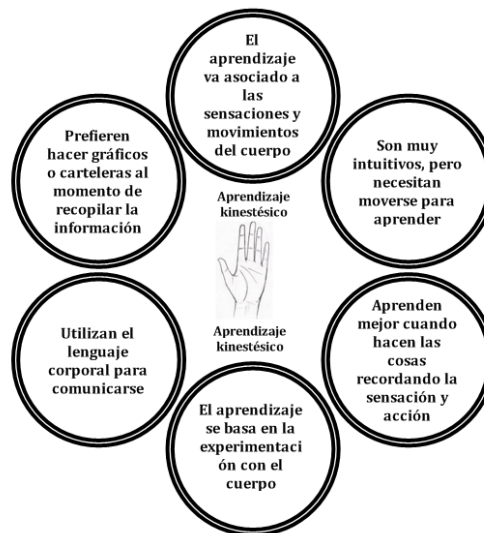 El
aprendizaje
va asociado a
las
sensaciones y
movimientos
del cuerpo
Son muy
intuitivos, pero
necesitan
moverse para
aprender
Aprenden
mejor cuando
hacen las
cosas
recordando la
sensación y
acción
El aprendizaje
se basa en la
experimentaci
ón con el
cuerpo
Utilizan el
lenguaje
corporal para
comunicarse
Prefieren
hacer gráficos
o carteleras al
momento de
recopilar la
información
Aprendizaje
kinestésico
Aprendizaje
kinestésico